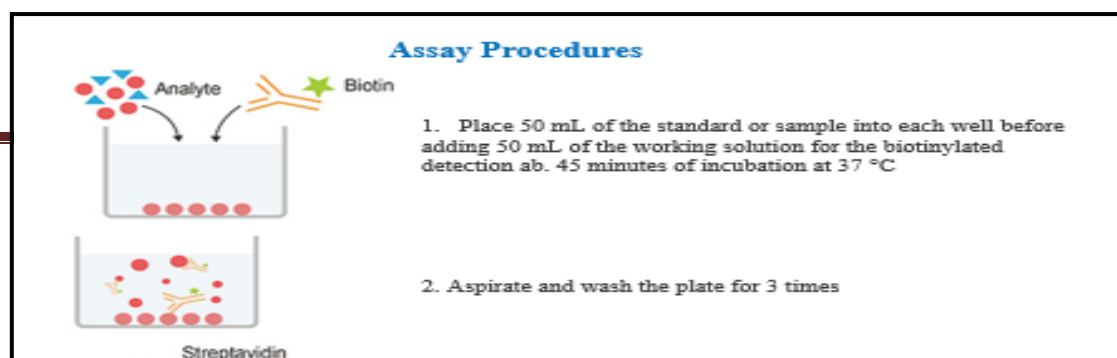 Assay Procedures
Analyte
Biotin
1. Place 50 mL of the standard or sample into each well before
adding 50 mL of the working solution for the biotinylated
detection ab. 45 minutes of incubation at 37 °C
2. Aspirate and wash the plate for 3 times
Streptavidin